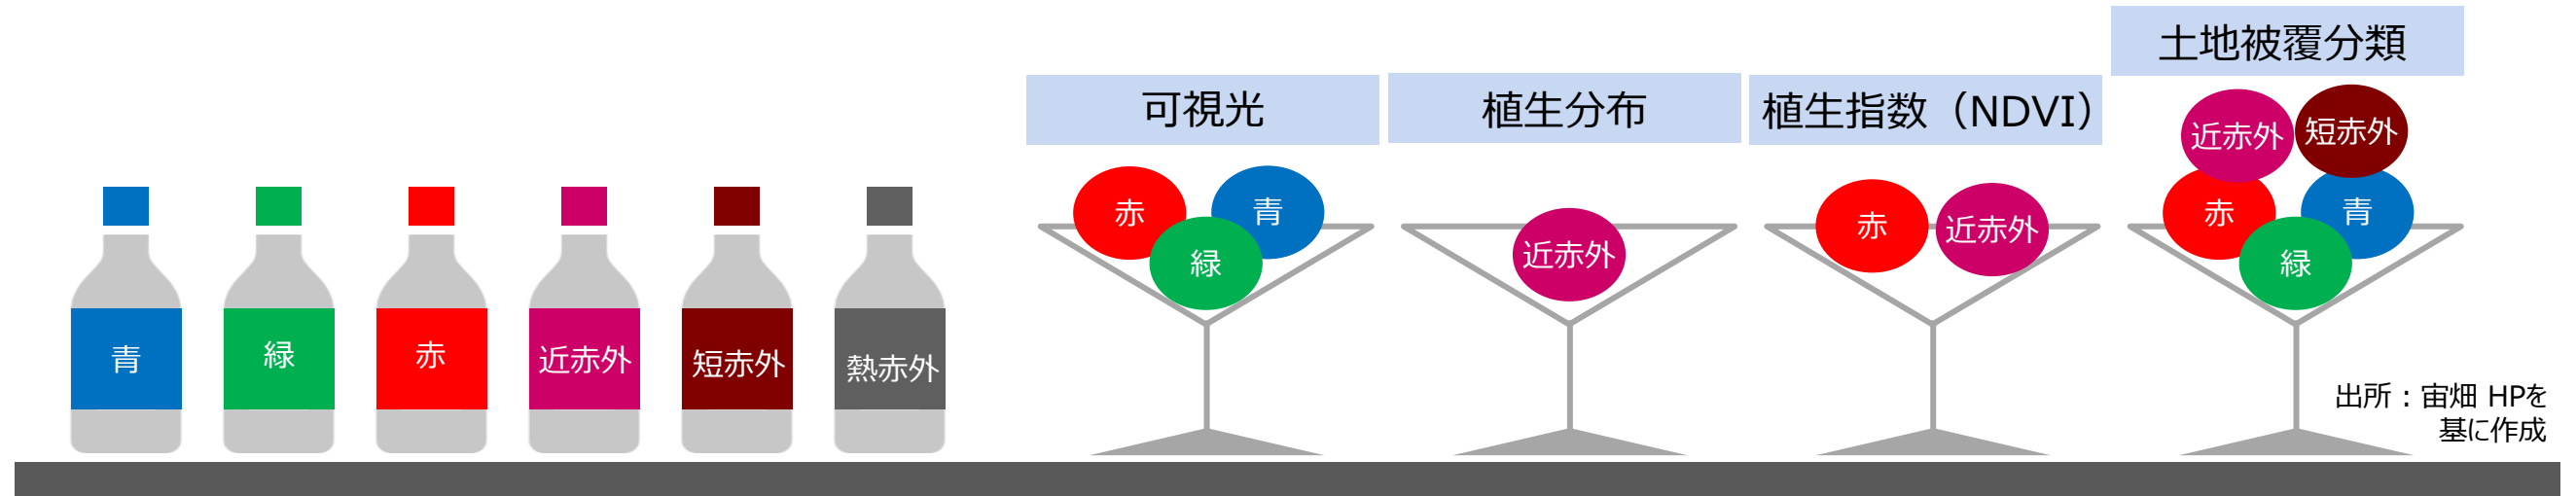 青
緑
赤
近赤外
短赤外
熱赤外
可視光
赤
青
緑
植生分布
近赤外
植生指数（NDVI）
赤
近赤外
土地被覆分類
近赤外
短赤外
赤
青
緑
出所：宙畑 HPを
基に作成